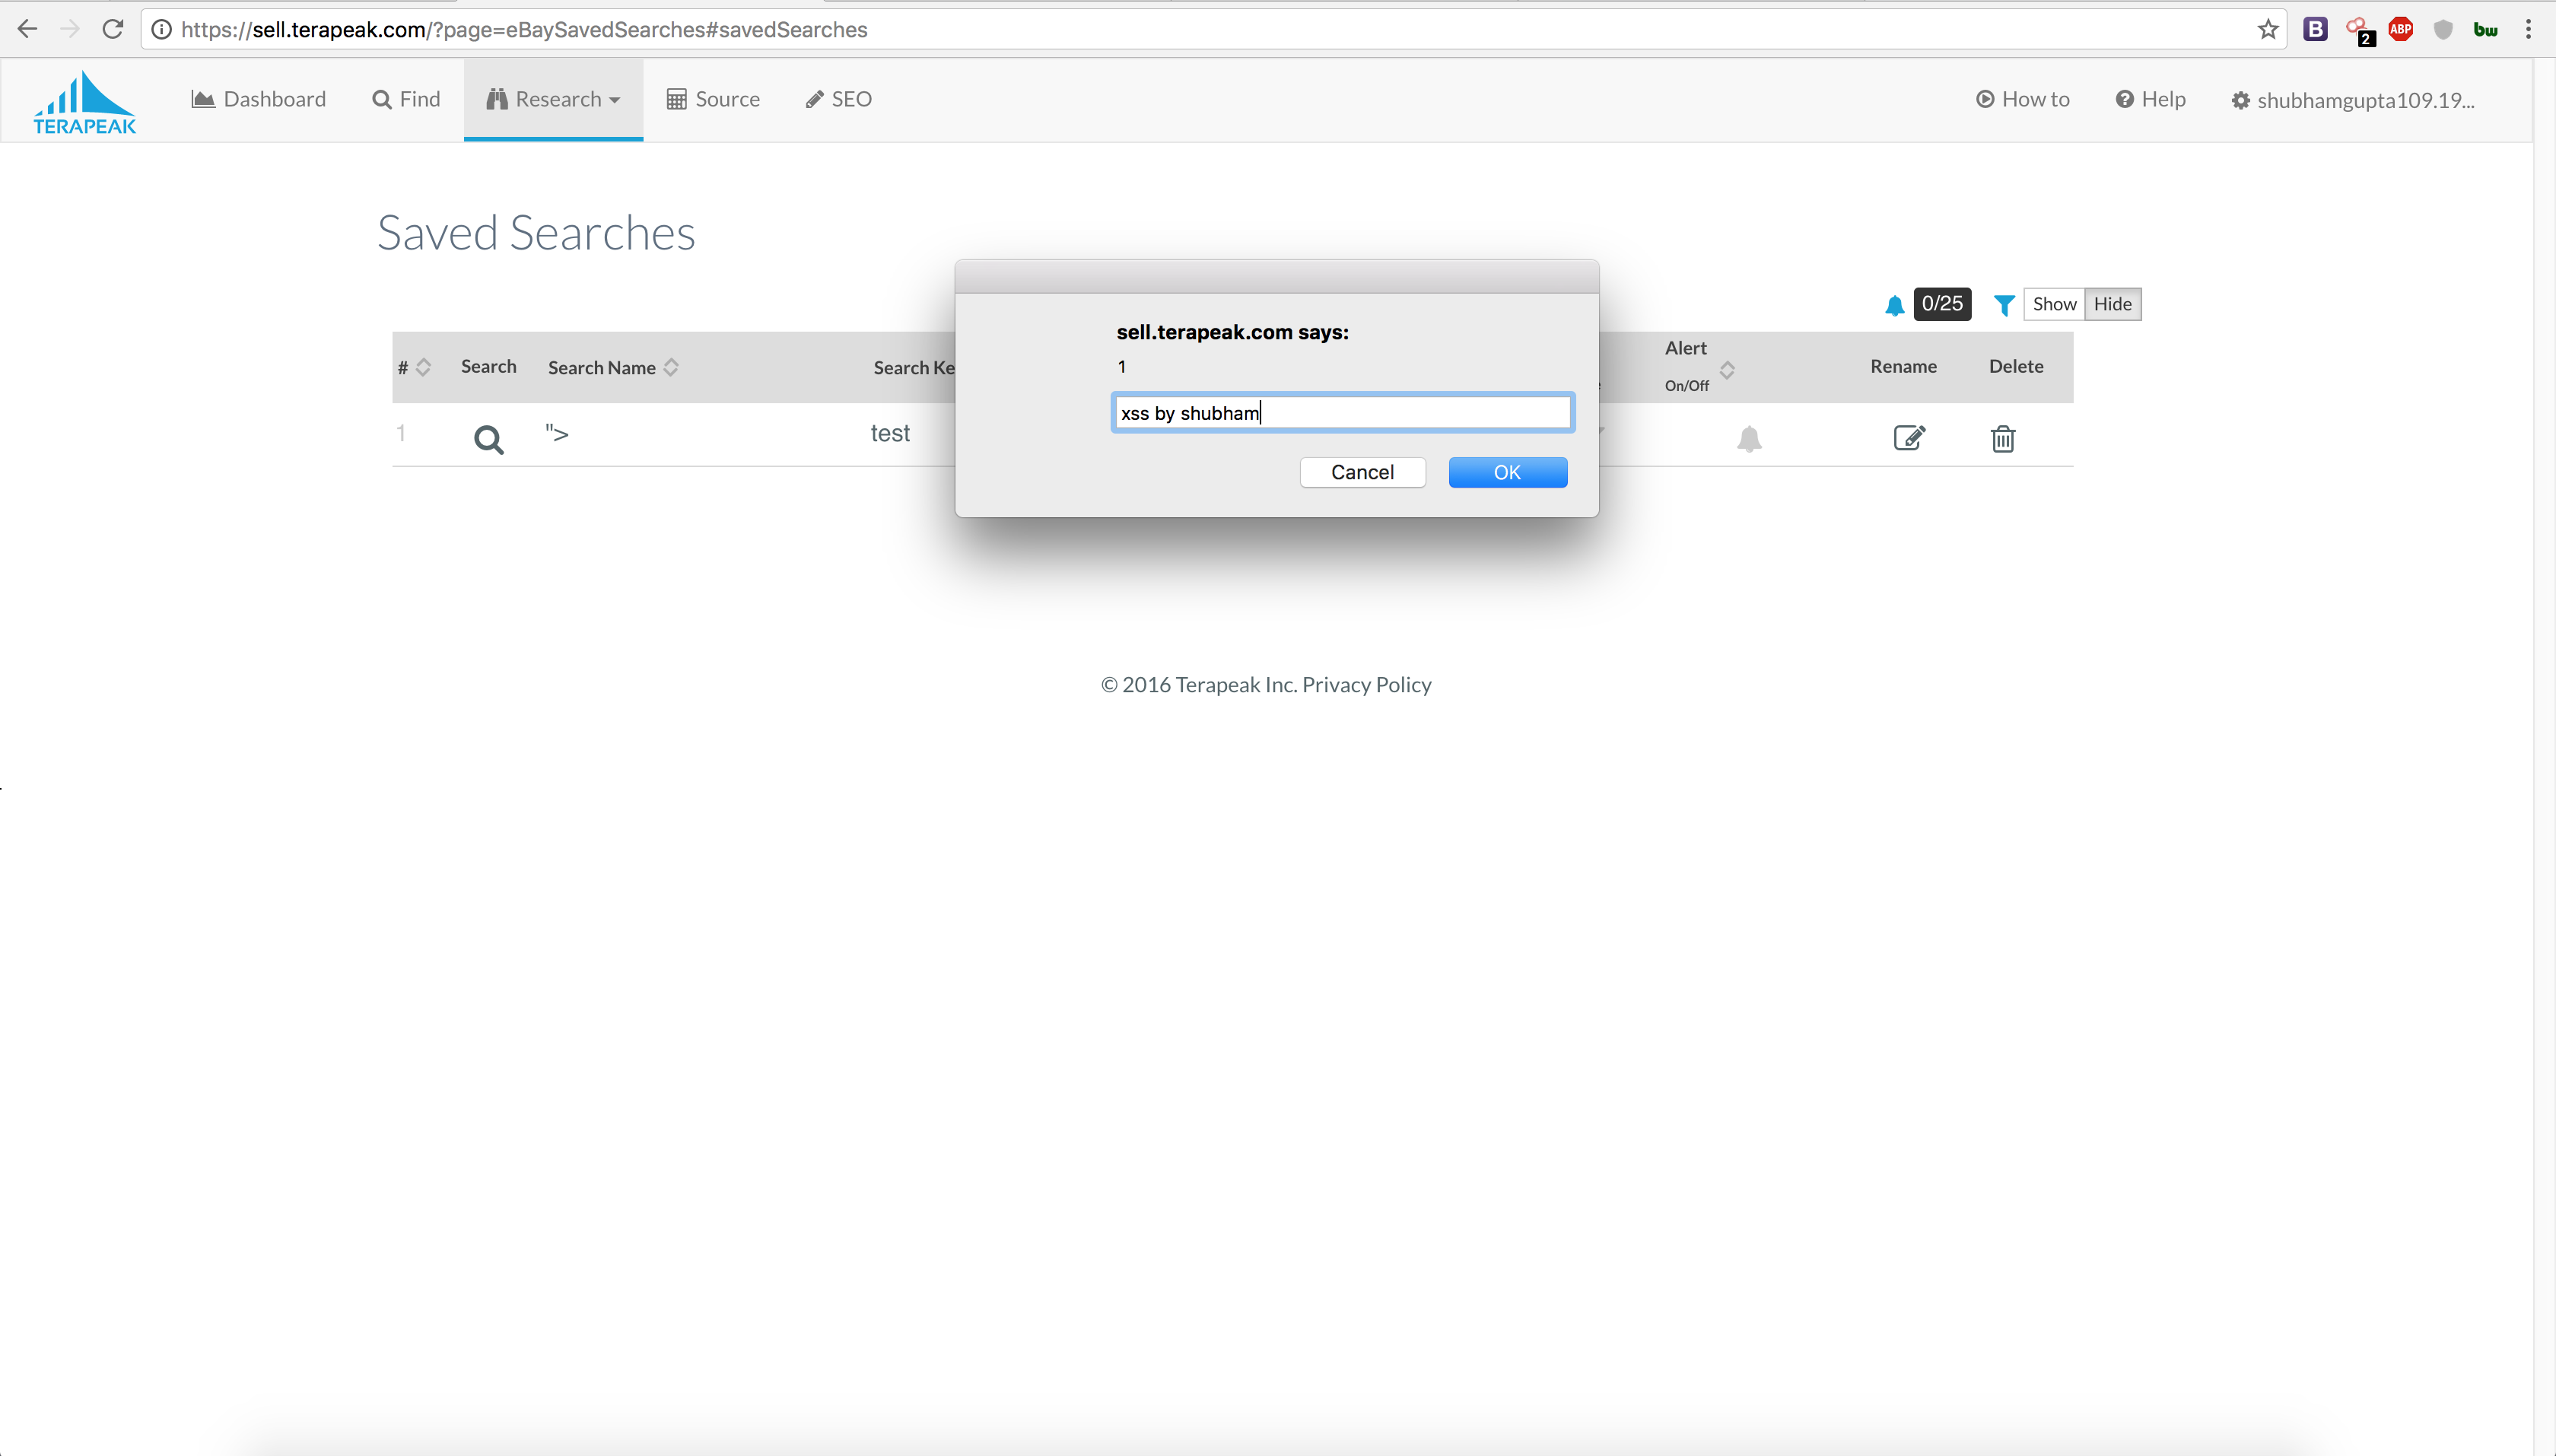 https://sell.terapeak.com/?page=eBaySavedSearches#savedSearches
B
2
ABP
bw
TERAPEAK
Dashboard
Find
Research
Source
SEO
How to
Help
shubhamgupta109.19...
Saved Searches
0/25
Show
Hide
#
Search
Search Name
Search Ke
Alert
On/Off
Rename
Delete
1
">
test
sell.terapeak.com says:
1
xss by shubham
Cancel
OK
© 2016 Terapeak Inc. Privacy Policy